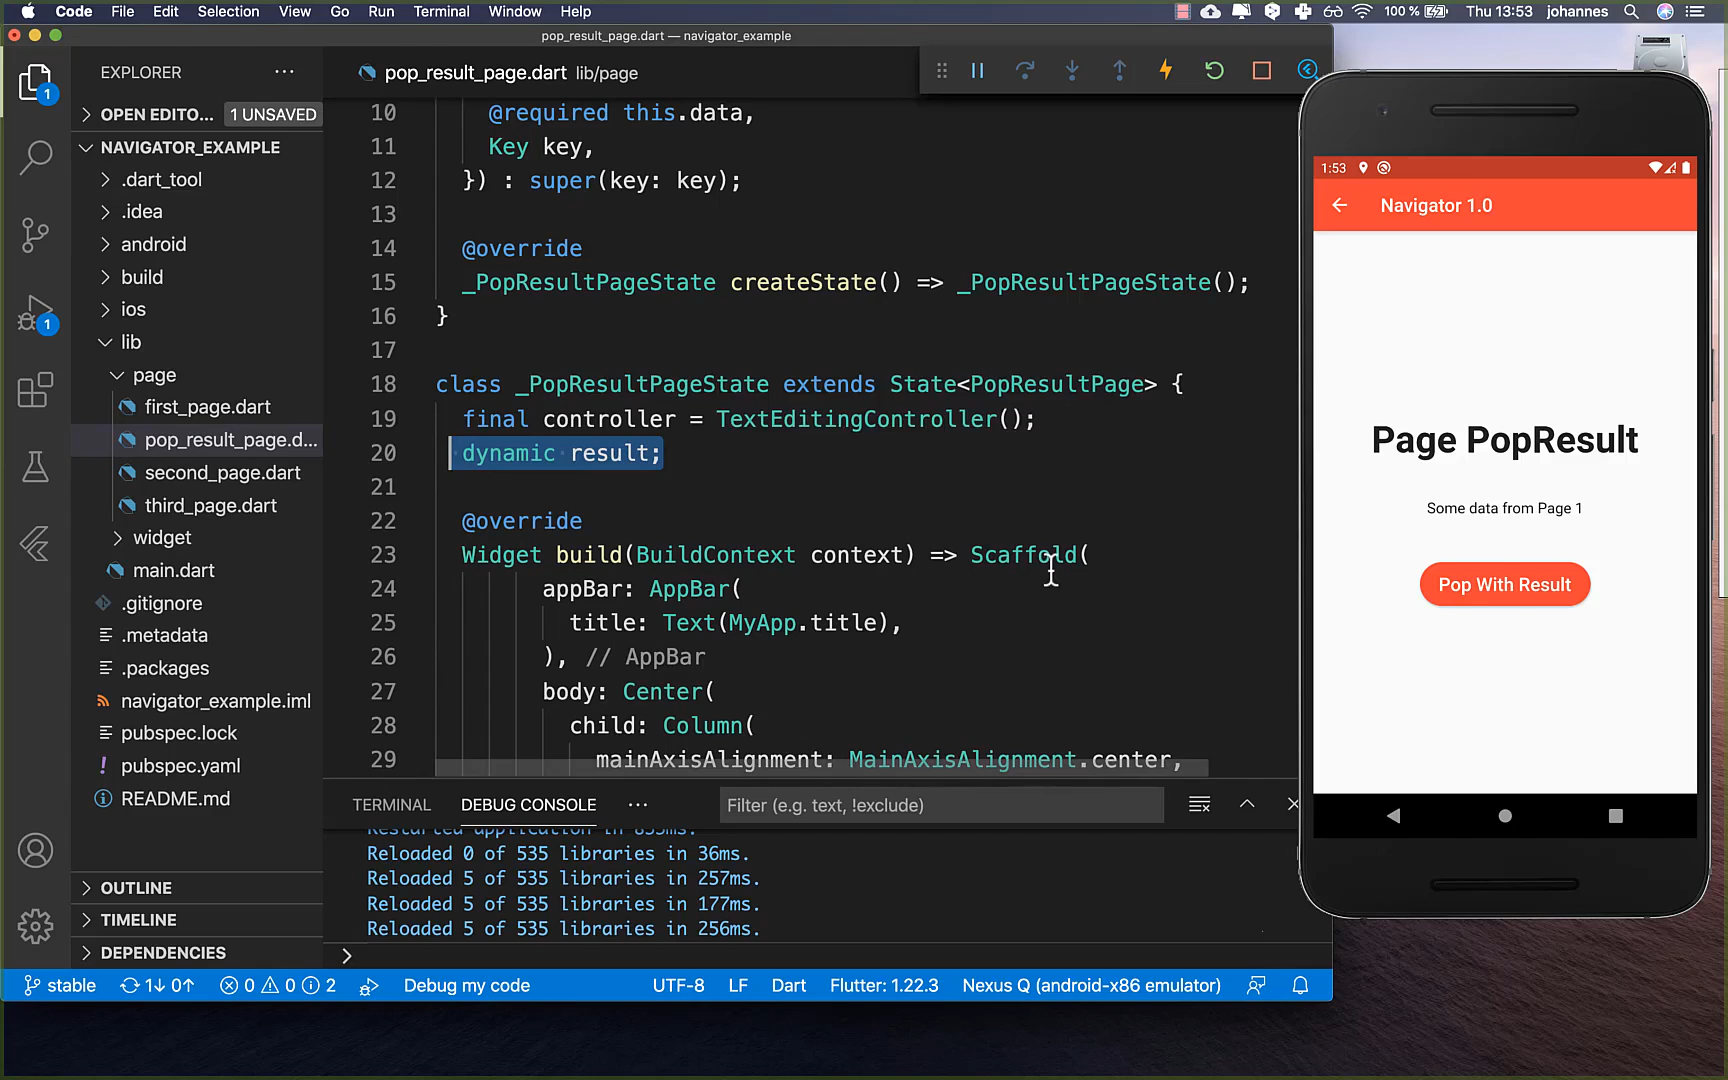 Code File Edit Selection View Go Run Terminal Window Help 100 % Thu 13:53 johannes
pop_result_page.dart — navigator_example
EXPLORER ···
1
OPEN EDITO... 1 UNSAVED
NAVIGATOR_EXAMPLE
.dart_tool
.idea
android
build
ios
1
lib
page
first_page.dart
pop_result_page.d...
second_page.dart
third_page.dart
widget
main.dart
.gitignore
.metadata
.packages
navigator_example.iml
pubspec.lock
! pubspec.yaml
README.md
OUTLINE
TIMELINE
DEPENDENCIES
pop_result_page.dart lib/page
10 @required this.data,
11 Key key,
12 }) : super(key: key);
13
14 @override
15 _PopResultPageState createState() => _PopResultPageState();
16 }
17
18 class _PopResultPageState extends State<PopResultPage> {
19 final controller = TextEditingController();
20 dynamic result;
21
22 @override
23 Widget build(BuildContext context) => Scaffold(
24 appBar: AppBar(
25 title: Text(MyApp.title),
26 ), // AppBar
27 body: Center(
28 child: Column(
29 mainAxisAlignment: MainAxisAlignment.center,
TERMINAL DEBUG CONSOLE ··· Filter (e.g. text, !exclude)
Restarted application in 855ms.
Reloaded 0 of 535 libraries in 36ms.
Reloaded 5 of 535 libraries in 257ms.
Reloaded 5 of 535 libraries in 177ms.
Reloaded 5 of 535 libraries in 256ms.
stable 1↓ 0↑ 0 0 2 Debug my code UTF-8 LF Dart Flutter: 1.22.3 Nexus Q (android-x86 emulator)
1:53
Navigator 1.0
Page PopResult
Some data from Page 1
Pop With Result